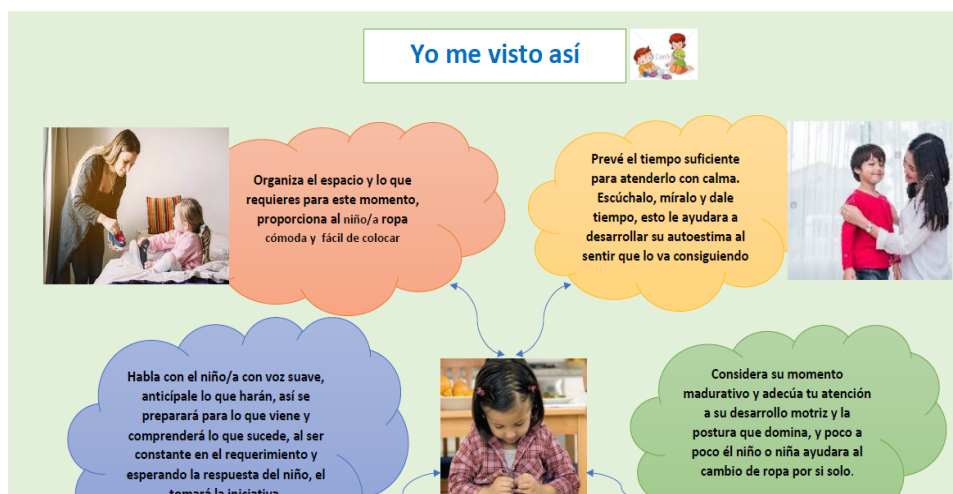 Yo me visto así
Organiza el espacio y lo que
requieres para este momento,
proporciona al niño/a ropa
cómoda y fácil de colocar
Prevé el tiempo suficiente
para atenderlo con calma.
Escúchalo, míralo y dale
tiempo, esto le ayudara a
desarrollar su autoestima al
sentir que lo va consiguiendo
Habla con el niño/a con voz suave,
anticípale lo que harán, así se
preparará para lo que viene y
comprenderá lo que sucede, al ser
constante en el requerimiento y
esperando la respuesta del niño, el
tomará la iniciativa
Considera su momento
madurativo y adecúa tu atención
a su desarrollo motriz y la
postura que domina, y poco a
poco él niño o niña ayudara al
cambio de ropa por si solo.